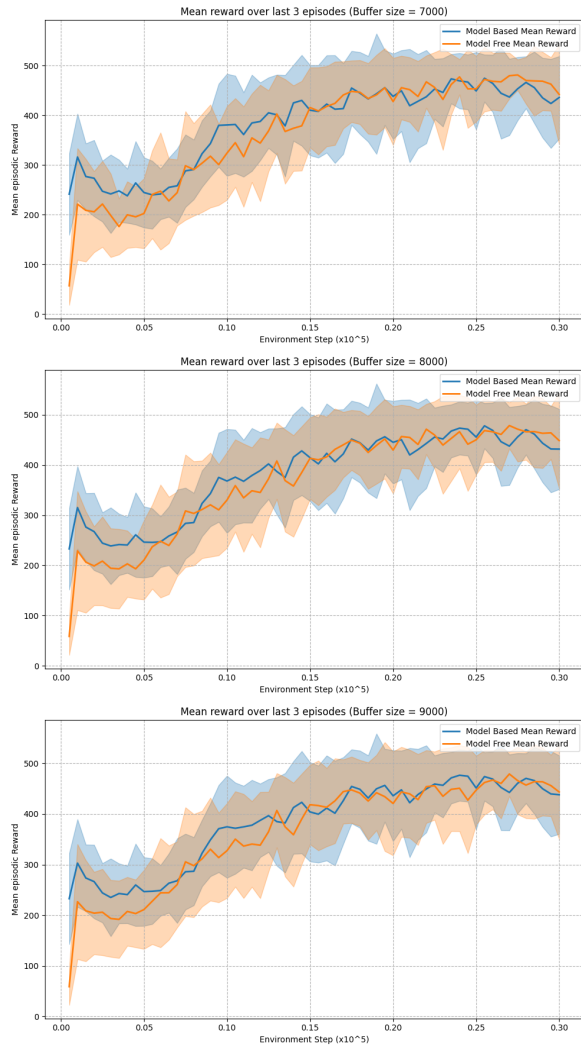 Mean reward over last 3 episodes (Buffer size = 7000)
Model Based Mean Reward
Model Free Mean Reward
500
400
300
200
100
0
Mean episodic Reward
0.00 0.05 0.10 0.15 0.20 0.25 0.30
Environment Step (x10^5)
Mean reward over last 3 episodes (Buffer size = 8000)
Model Based Mean Reward
Model Free Mean Reward
500
400
300
200
100
0
Mean episodic Reward
0.00 0.05 0.10 0.15 0.20 0.25 0.30
Environment Step (x10^5)
Mean reward over last 3 episodes (Buffer size = 9000)
Model Based Mean Reward
Model Free Mean Reward
500
400
300
200
100
0
Mean episodic Reward
0.00 0.05 0.10 0.15 0.20 0.25 0.30
Environment Step (x10^5)